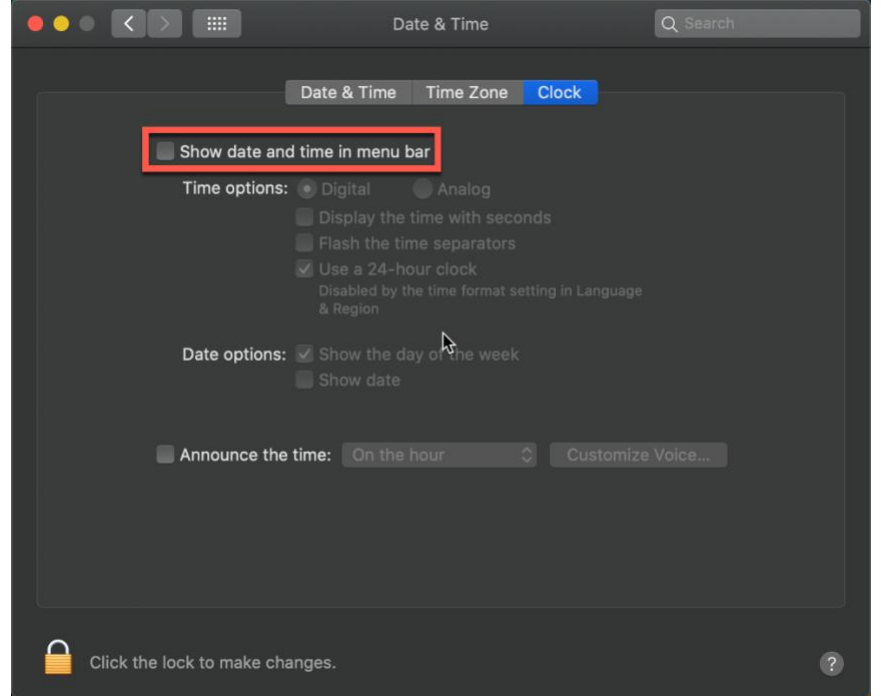 Date & Time
Search
Date & Time Time Zone Clock
Show date and time in menu bar
Time options: Digital Analog
Display the time with seconds
Flash the time separators
Use a 24-hour clock
Disabled by the time format setting in Language
& Region
Date options: Show the day of the week
Show date
Announce the time: On the hour Customize Voice...
Click the lock to make changes.
?